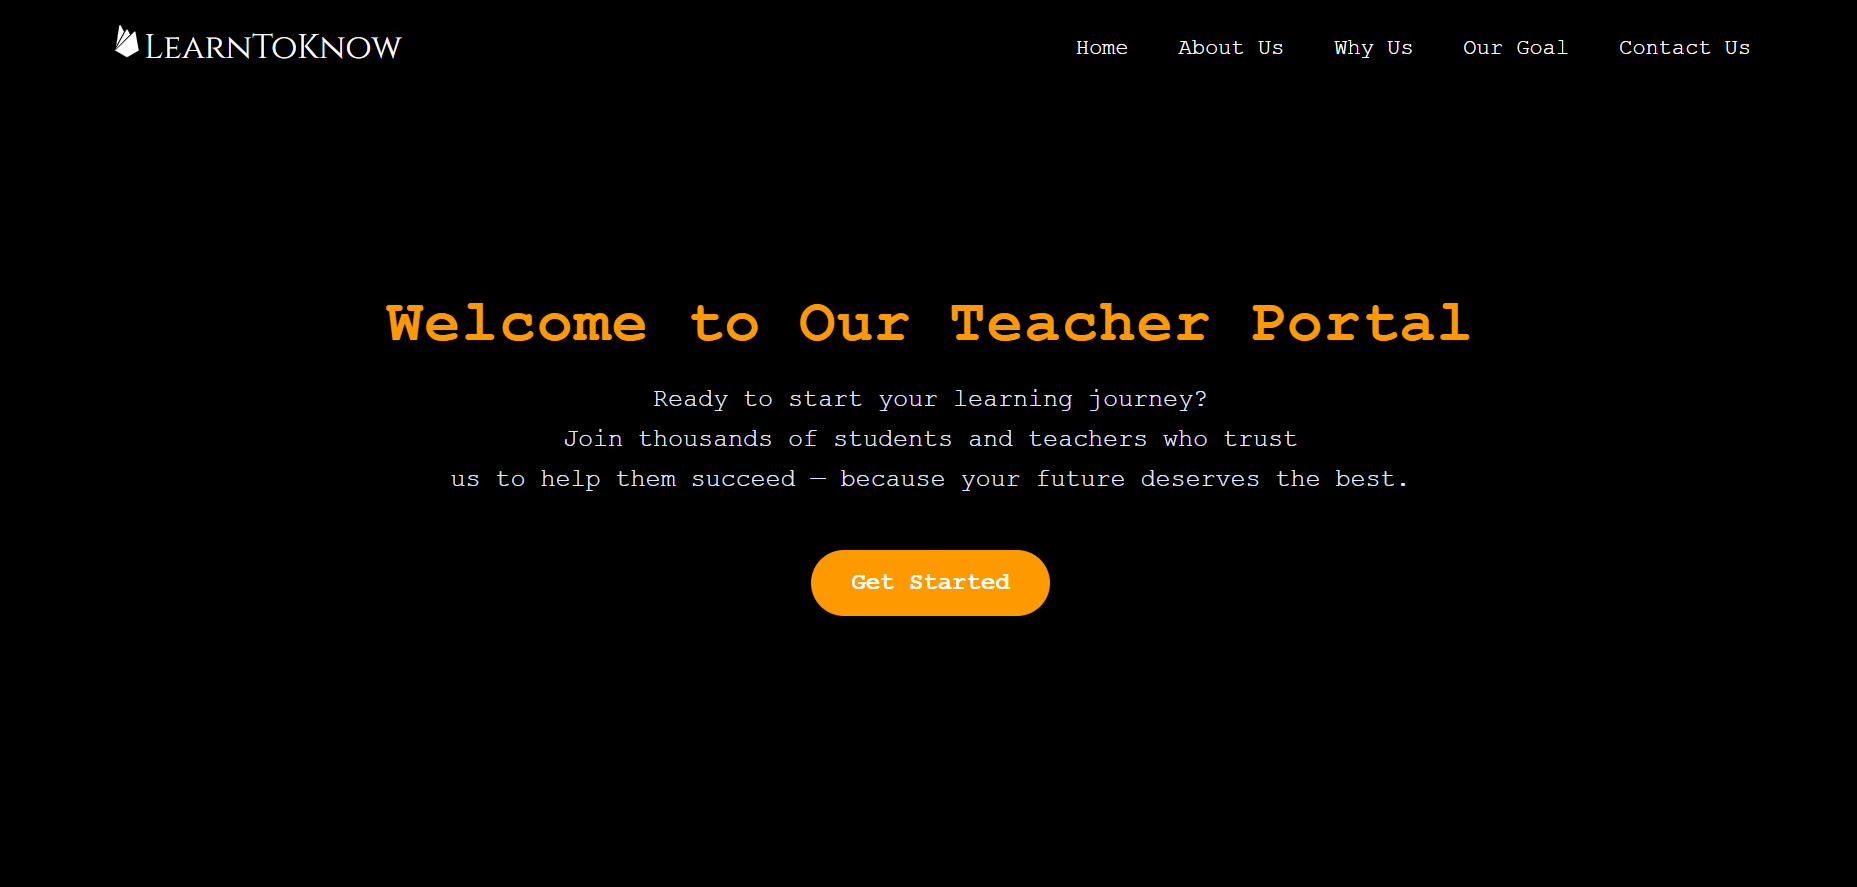 LearnToKnow
Home About Us Why Us Our Goal Contact Us
Welcome to Our Teacher Portal
Ready to start your learning journey?
Join thousands of students and teachers who trust
us to help them succeed — because your future deserves the best.
Get Started